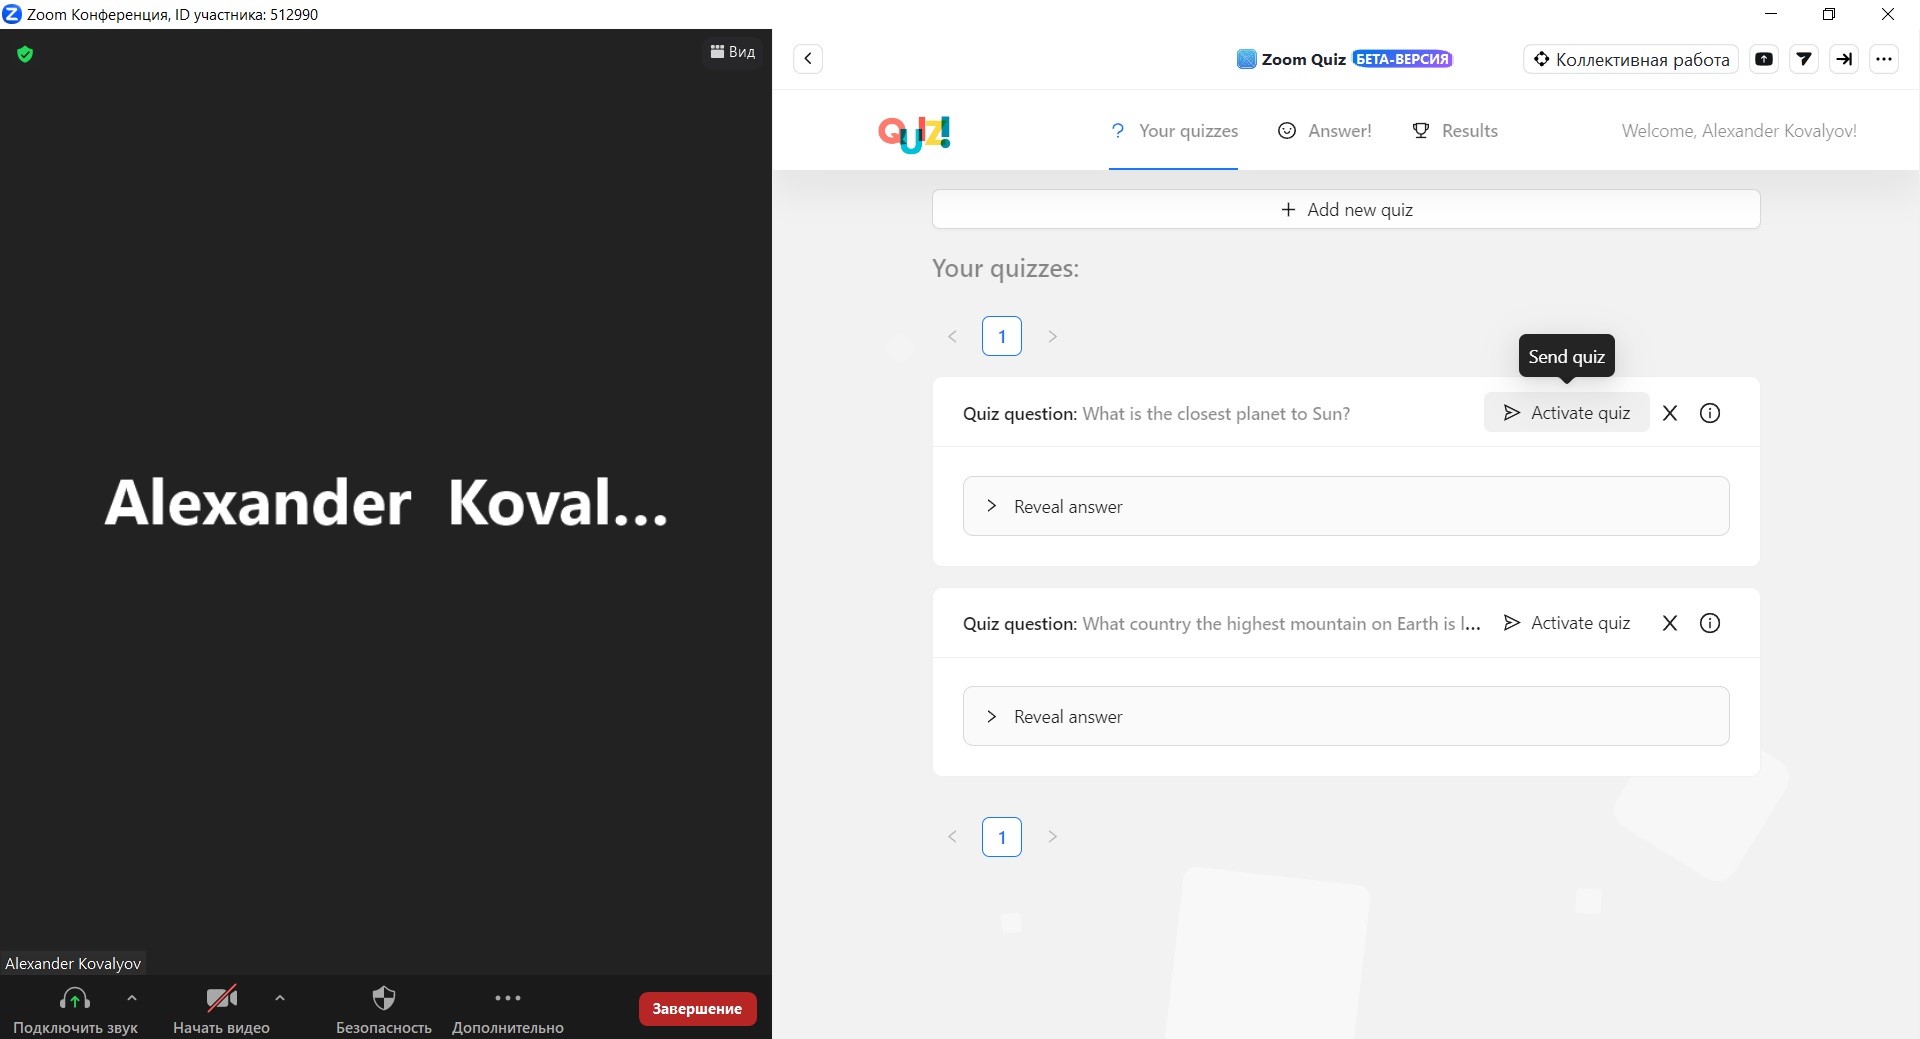 Zoom Конференция, ID участника: 512990
Вид
Alexander Koval...
Alexander Kovalyov
Подключить звук
Начать видео
Безопасность
Дополнительно
Завершение
Zoom Quiz БЕТА-ВЕРСИЯ
Коллективная работа
QUIZ!
? Your quizzes
Answer!
Results
Welcome, Alexander Kovalyov!
+ Add new quiz
Your quizzes:
< 1 >
Send quiz
Quiz question: What is the closest planet to Sun?
Activate quiz
X
> Reveal answer
Quiz question: What country the highest mountain on Earth is l...
Activate quiz
X
> Reveal answer
< 1 >